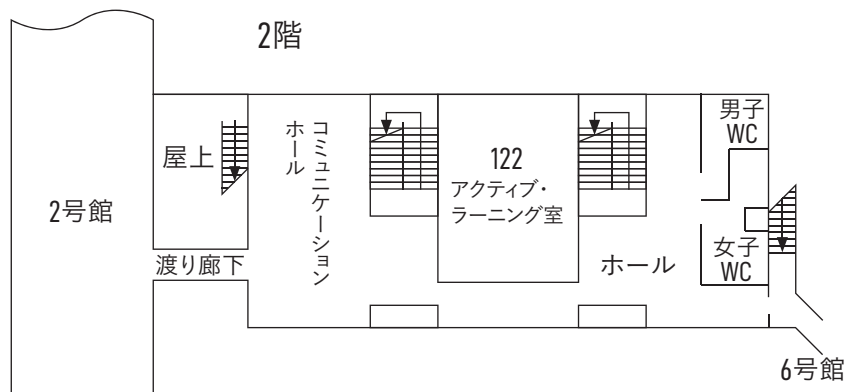 2階
2号館
屋上
渡り廊下
コミュニケーション
ホール
122
アクティブ・
ラーニング室
ホール
男子
WC
女子
WC
6号館